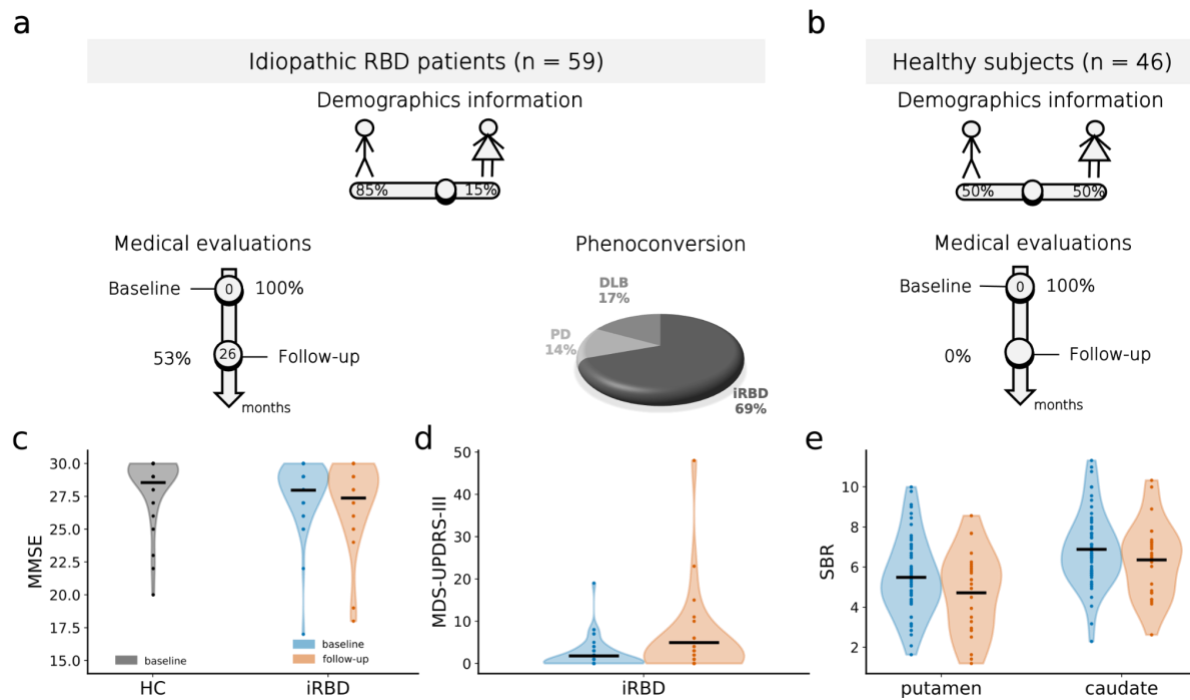 a
Idiopathic RBD patients (n = 59)
Demographics information
85% 15%
Medical evaluations
Baseline 0 100%
53% 26 Follow-up
months
Phenoconversion
DLB
17%
PD
14%
iRBD
69%
b
Healthy subjects (n = 46)
Demographics information
50% 50%
Medical evaluations
Baseline 0 100%
0% Follow-up
months
c
MMSE
30.0
27.5
25.0
22.5
20.0
17.5
15.0
baseline
baseline
follow-up
HC iRBD
d
MDS-UPDRS-III
50
40
30
20
10
0
iRBD
e
SBR
10
8
6
4
2
putamen caudate